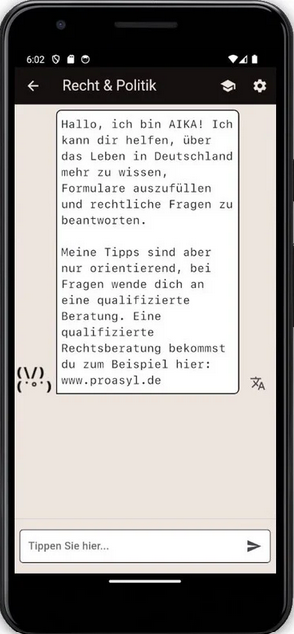 6:02
Recht & Politik
Hallo, ich bin AIKA! Ich
kann dir helfen, über
das Leben in Deutschland
mehr zu wissen,
Formulare auszufüllen
und rechtliche Fragen zu
beantworten.
Meine Tipps sind aber
nur orientierend, bei
Fragen wende dich an
eine qualifizierte
Beratung. Eine
qualifizierte
Rechtsberatung bekommst
du zum Beispiel hier:
www.proasyl.de
Tippen Sie hier...